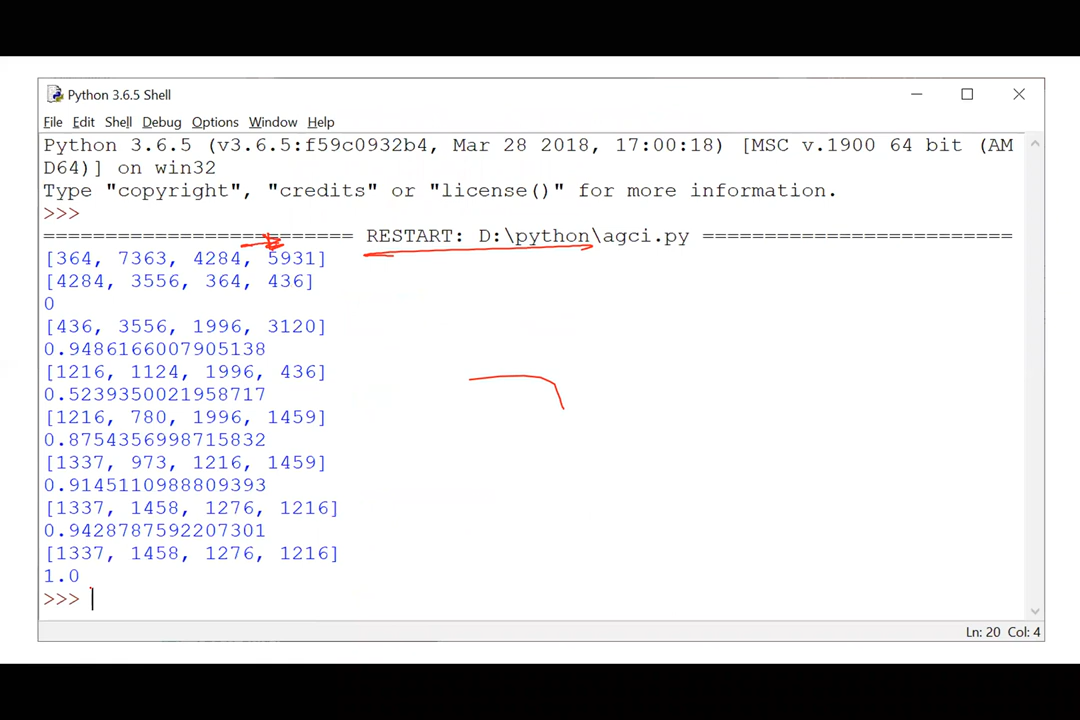 Python 3.6.5 Shell
File Edit Shell Debug Options Window Help
Python 3.6.5 (v3.6.5:f59c0932b4, Mar 28 2018, 17:00:18) [MSC v.1900 64 bit (AM
D64)] on win32
Type "copyright", "credits" or "license()" for more information.
>>>
========================= RESTART: D:\python\agci.py =========================
[364, 7363, 4284, 5931]
[4284, 3556, 364, 436]
0
[436, 3556, 1996, 3120]
0.9486166007905138
[1216, 1124, 1996, 436]
0.5239350021958717
[1216, 780, 1996, 1459]
0.8754356998715832
[1337, 973, 1216, 1459]
0.9145110988809393
[1337, 1458, 1276, 1216]
0.9428787592207301
[1337, 1458, 1276, 1216]
1.0
>>>
Ln: 20 Col: 4